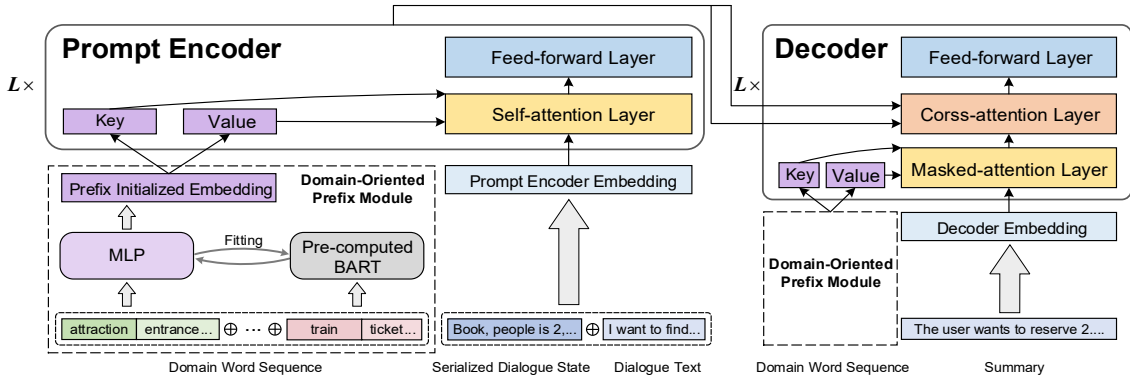 Prompt Encoder
L×
Feed-forward Layer
Self-attention Layer
Key
Value
Prefix Initialized Embedding
Domain-Oriented
Prefix Module
MLP
Fitting
Pre-computed
BART
attraction entrance... ⊕ ... ⊕ train ticket...
Domain Word Sequence
Prompt Encoder Embedding
Book, people is 2,... ⊕ I want to find...
Serialized Dialogue State
Dialogue Text
Decoder
L×
Feed-forward Layer
Corss-attention Layer
Masked-attention Layer
Key
Value
Domain-Oriented
Prefix Module
Decoder Embedding
The user wants to reserve 2....
Domain Word Sequence
Summary